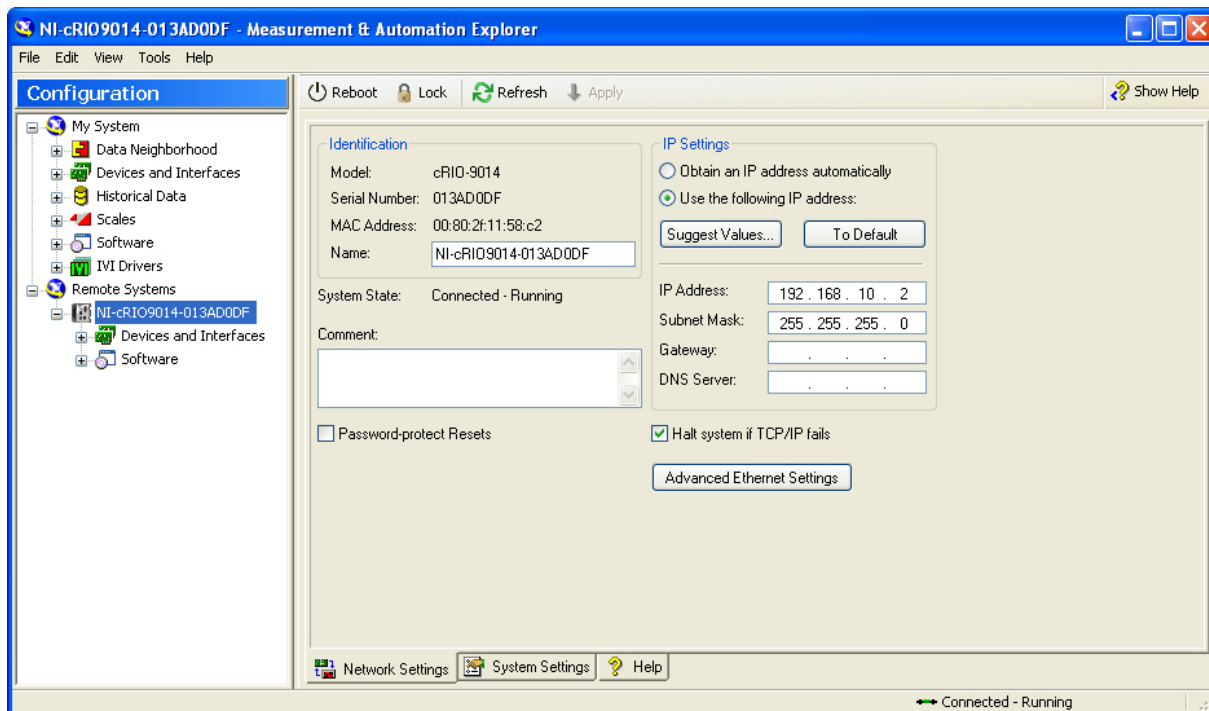 NI-cRIO9014-013AD0DF - Measurement & Automation Explorer
File Edit View Tools Help
Configuration
Reboot Lock Refresh Apply Show Help
My System
Data Neighborhood
Devices and Interfaces
Historical Data
Scales
Software
IVI Drivers
Remote Systems
NI-cRIO9014-013AD0DF
Devices and Interfaces
Software
Identification
Model: cRIO-9014
Serial Number: 013AD0DF
MAC Address: 00:80:2f:11:58:c2
Name: NI-cRIO9014-013AD0DF
System State: Connected - Running
Comment:
Password-protect Resets
IP Settings
Obtain an IP address automatically
Use the following IP address:
Suggest Values... To Default
IP Address: 192 . 168 . 10 . 2
Subnet Mask: 255 . 255 . 255 . 0
Gateway: . . .
DNS Server: . . .
Halt system if TCP/IP fails
Advanced Ethernet Settings
Network Settings System Settings Help
Connected - Running